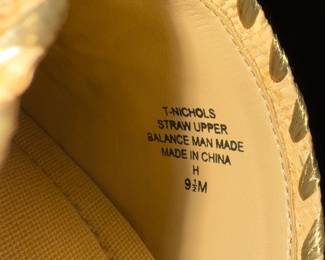 T-NICHOLS
STRAW UPPER
BALANCE MAN MADE
MADE IN CHINA
H
9½M